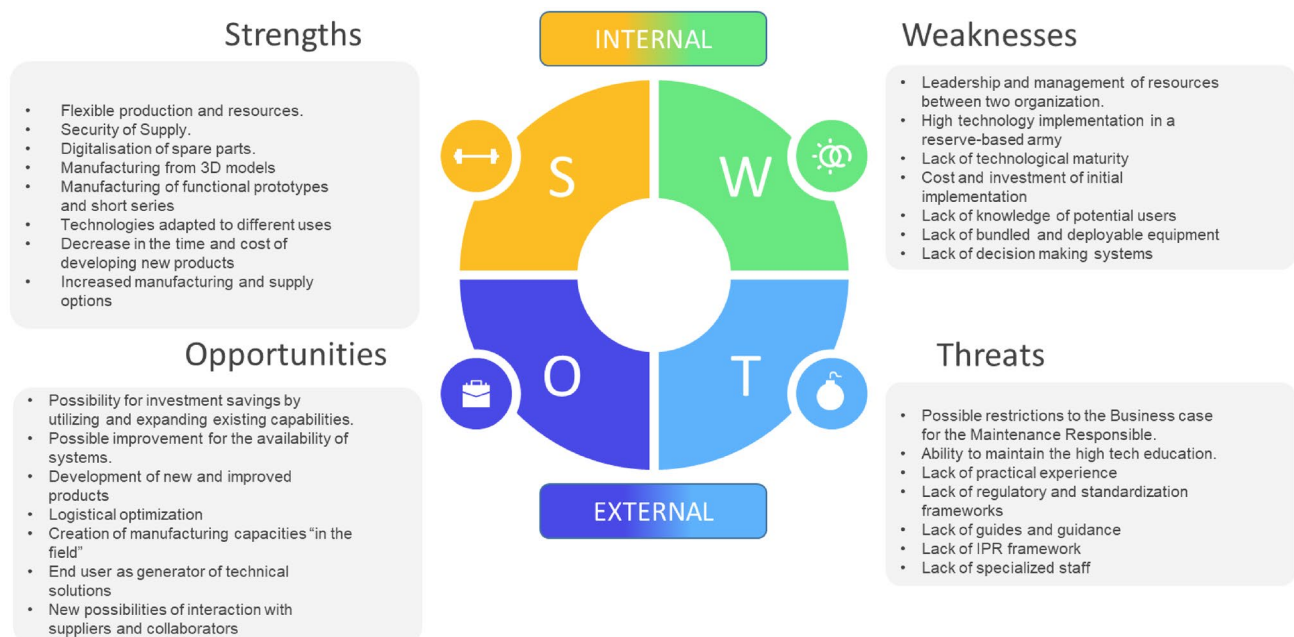 Strengths
• Flexible production and resources.
• Security of Supply.
• Digitalisation of spare parts.
• Manufacturing from 3D models
• Manufacturing of functional prototypes
and short series
• Technologies adapted to different uses
• Decrease in the time and cost of
developing new products
• Increased manufacturing and supply
options
INTERNAL
Weaknesses
• Leadership and management of resources
between two organization.
• High technology implementation in a
reserve-based army
• Lack of technological maturity
• Cost and investment of initial
implementation
• Lack of knowledge of potential users
• Lack of bundled and deployable equipment
• Lack of decision making systems
S
W
O
T
Opportunities
• Possibility for investment savings by
utilizing and expanding existing capabilities.
• Possible improvement for the availability of
systems.
• Development of new and improved
products
• Logistical optimization
• Creation of manufacturing capacities “in the
field”
• End user as generator of technical
solutions
• New possibilities of interaction with
suppliers and collaborators
EXTERNAL
Threats
• Possible restrictions to the Business case
for the Maintenance Responsible.
• Ability to maintain the high tech education.
• Lack of practical experience
• Lack of regulatory and standardization
frameworks
• Lack of guides and guidance
• Lack of IPR framework
• Lack of specialized staff